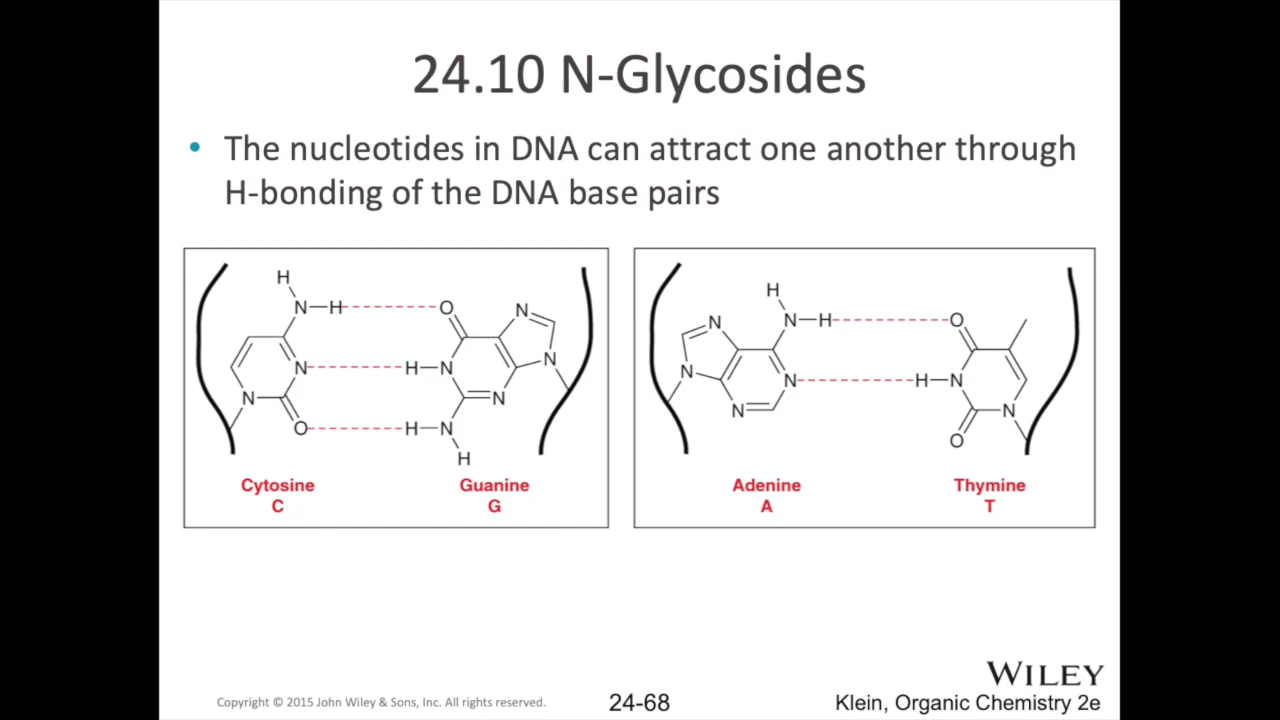 24.10 N-Glycosides
• The nucleotides in DNA can attract one another through
H-bonding of the DNA base pairs
H
N–H
O
N
N
H–N
N
N
N
O
H–N
H
Cytosine
C
Guanine
G
H
N
N–H
O
N
N
H–N
N
N
O
Adenine
A
Thymine
T
WILEY
Copyright © 2015 John Wiley & Sons, Inc. All rights reserved.
24-68
Klein, Organic Chemistry 2e